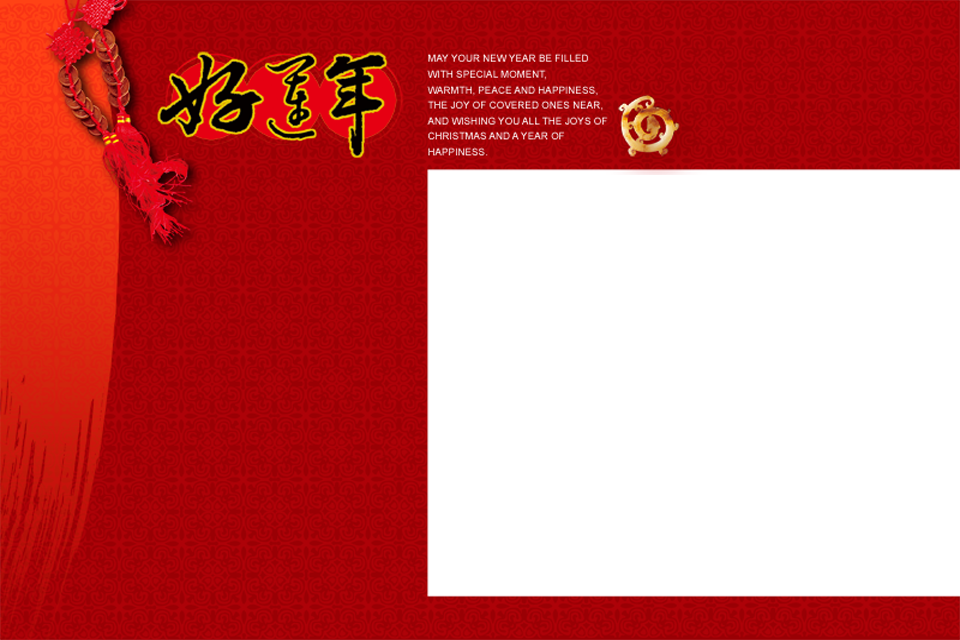 好運年
MAY YOUR NEW YEAR BE FILLED
WITH SPECIAL MOMENT,
WARMTH, PEACE AND HAPPINESS,
THE JOY OF COVERED ONES NEAR,
AND WISHING YOU ALL THE JOYS OF
CHRISTMAS AND A YEAR OF
HAPPINESS.